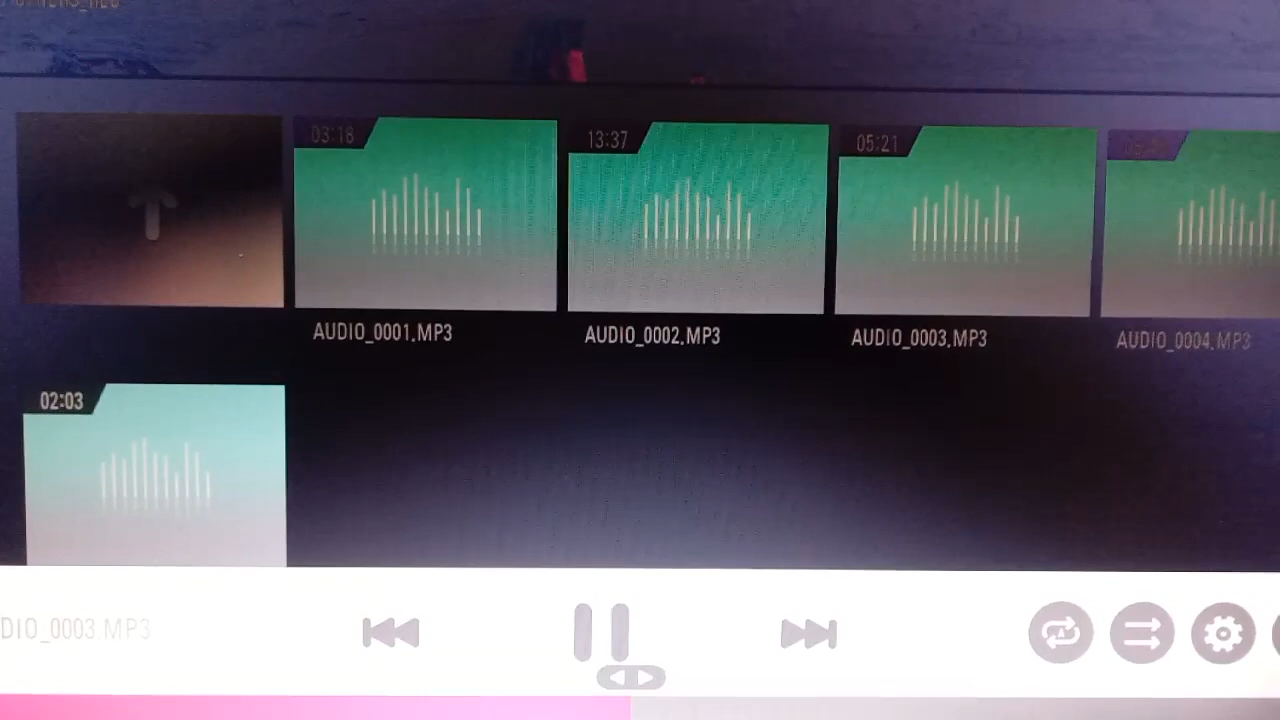 03:18
13:37
05:21
AUDIO_0001.MP3
AUDIO_0002.MP3
AUDIO_0003.MP3
AUDIO_0004.MP3
02:03
DIO_0003.MP3